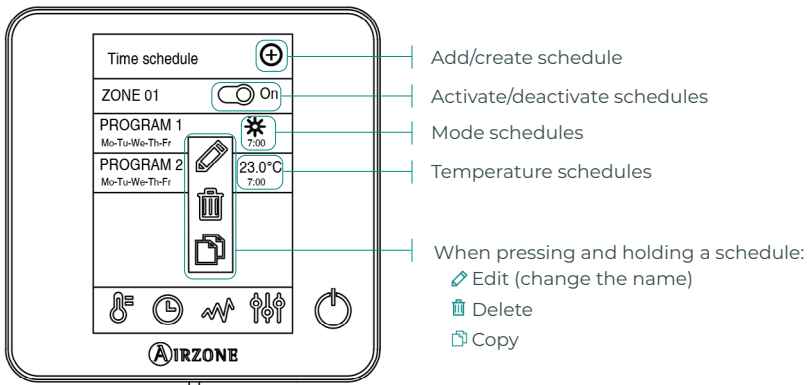 Time schedule
Add/create schedule
ZONE 01 On
Activate/deactivate schedules
PROGRAM 1
Mo-Tu-We-Th-Fr
7:00
Mode schedules
PROGRAM 2
Mo-Tu-We-Th-Fr
23.0°C
7:00
Temperature schedules
When pressing and holding a schedule:
Edit (change the name)
Delete
Copy
AIRZONE